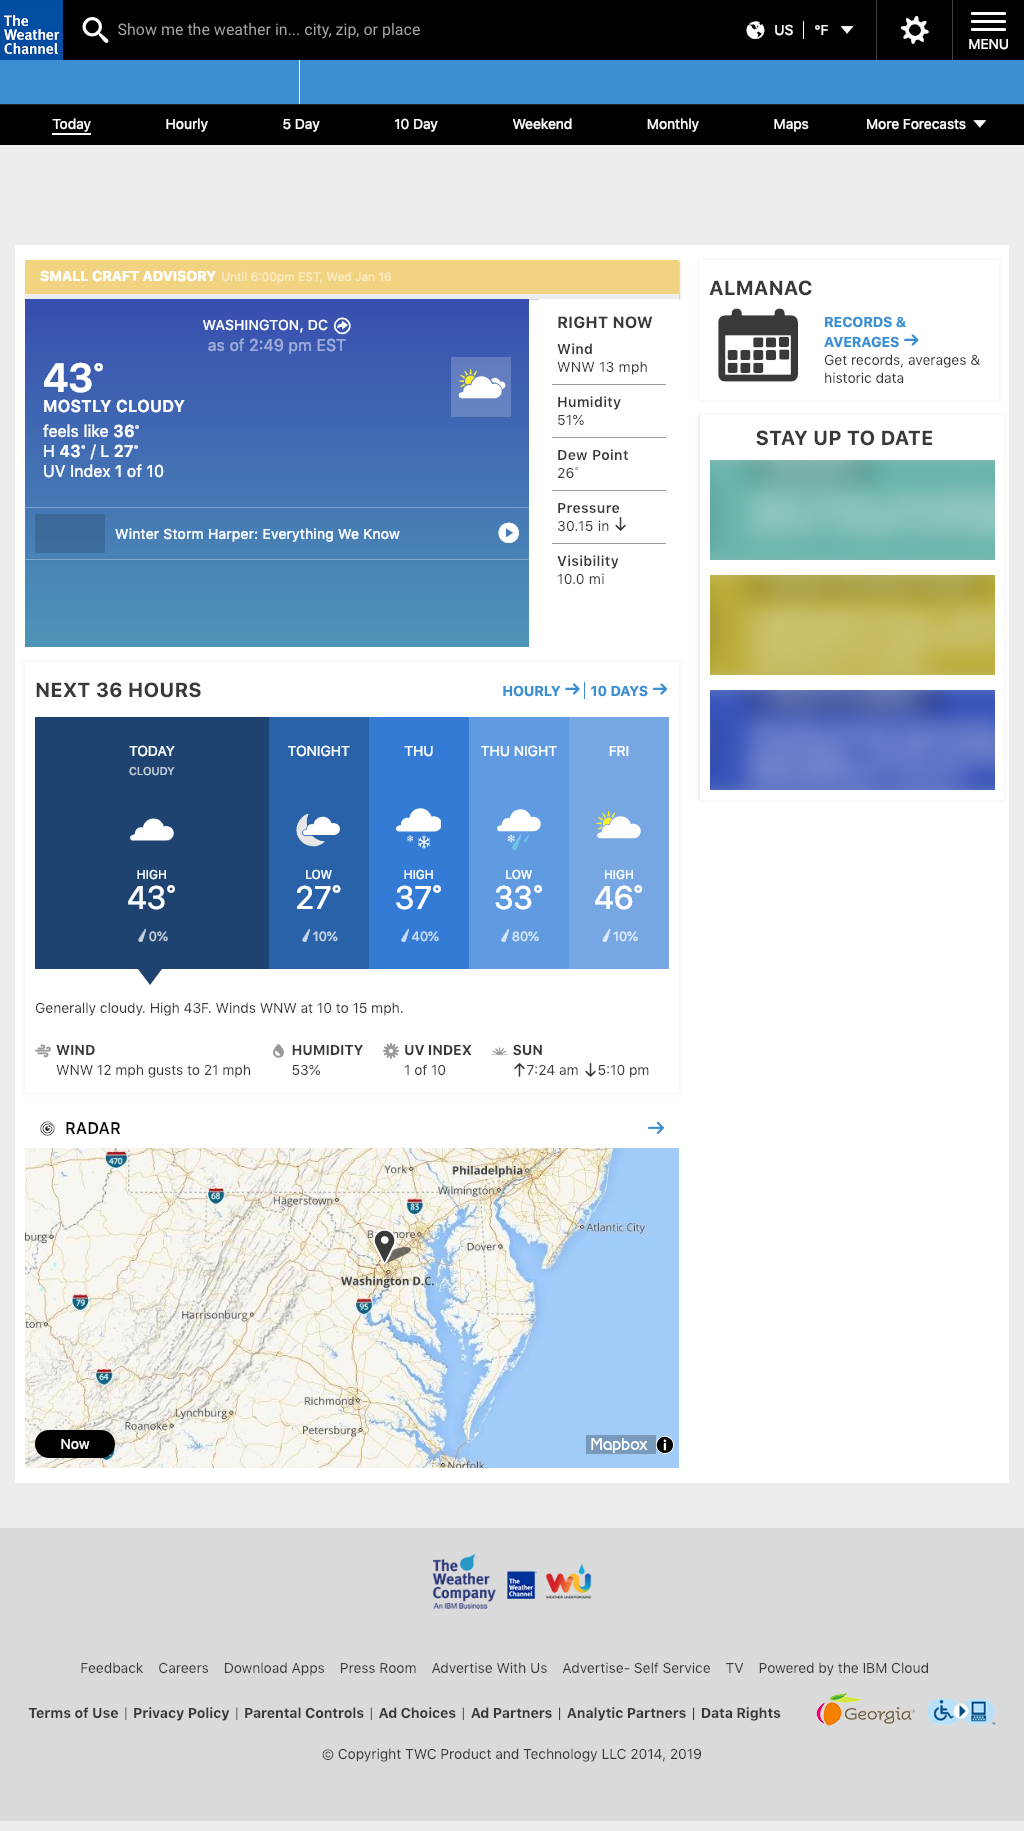 The
Weather
Channel
Show me the weather in... city, zip, or place
US
°F
MENU
Today
Hourly
5 Day
10 Day
Weekend
Monthly
Maps
More Forecasts
SMALL CRAFT ADVISORY Until 6:00pm EST, Wed Jan 16
WASHINGTON, DC
as of 2:49 pm EST
43°
MOSTLY CLOUDY
feels like 36°
H 43° / L 27°
UV Index 1 of 10
Winter Storm Harper: Everything We Know
RIGHT NOW
Wind
WNW 13 mph
Humidity
51%
Dew Point
26°
Pressure
30.15 in ↓
Visibility
10.0 mi
ALMANAC
RECORDS &
AVERAGES →
Get records, averages &
historic data
STAY UP TO DATE
NEXT 36 HOURS
HOURLY → | 10 DAYS →
TODAY
CLOUDY
HIGH
43°
0%
TONIGHT
LOW
27°
10%
THU
HIGH
37°
40%
THU NIGHT
LOW
33°
80%
FRI
HIGH
46°
10%
Generally cloudy. High 43F. Winds WNW at 10 to 15 mph.
WIND
WNW 12 mph gusts to 21 mph
HUMIDITY
53%
UV INDEX
1 of 10
SUN
↑7:24 am ↓5:10 pm
RADAR
→
470
York
Philadelphia
68
Hagerstown
Wilmington
83
burg
Atlantic City
Dover
Washington D.C.
79
95
Harrisonburg
ton
64
Richmond
Lynchburg
Roanoke
Petersburg
Now
Mapbox
Norfolk
The
Weather
Company
An IBM Business
The
Weather
Channel
WU
WEATHER UNDERGROUND
Feedback
Careers
Download Apps
Press Room
Advertise With Us
Advertise- Self Service
TV
Powered by the IBM Cloud
Terms of Use | Privacy Policy | Parental Controls | Ad Choices | Ad Partners | Analytic Partners | Data Rights
Georgia
© Copyright TWC Product and Technology LLC 2014, 2019